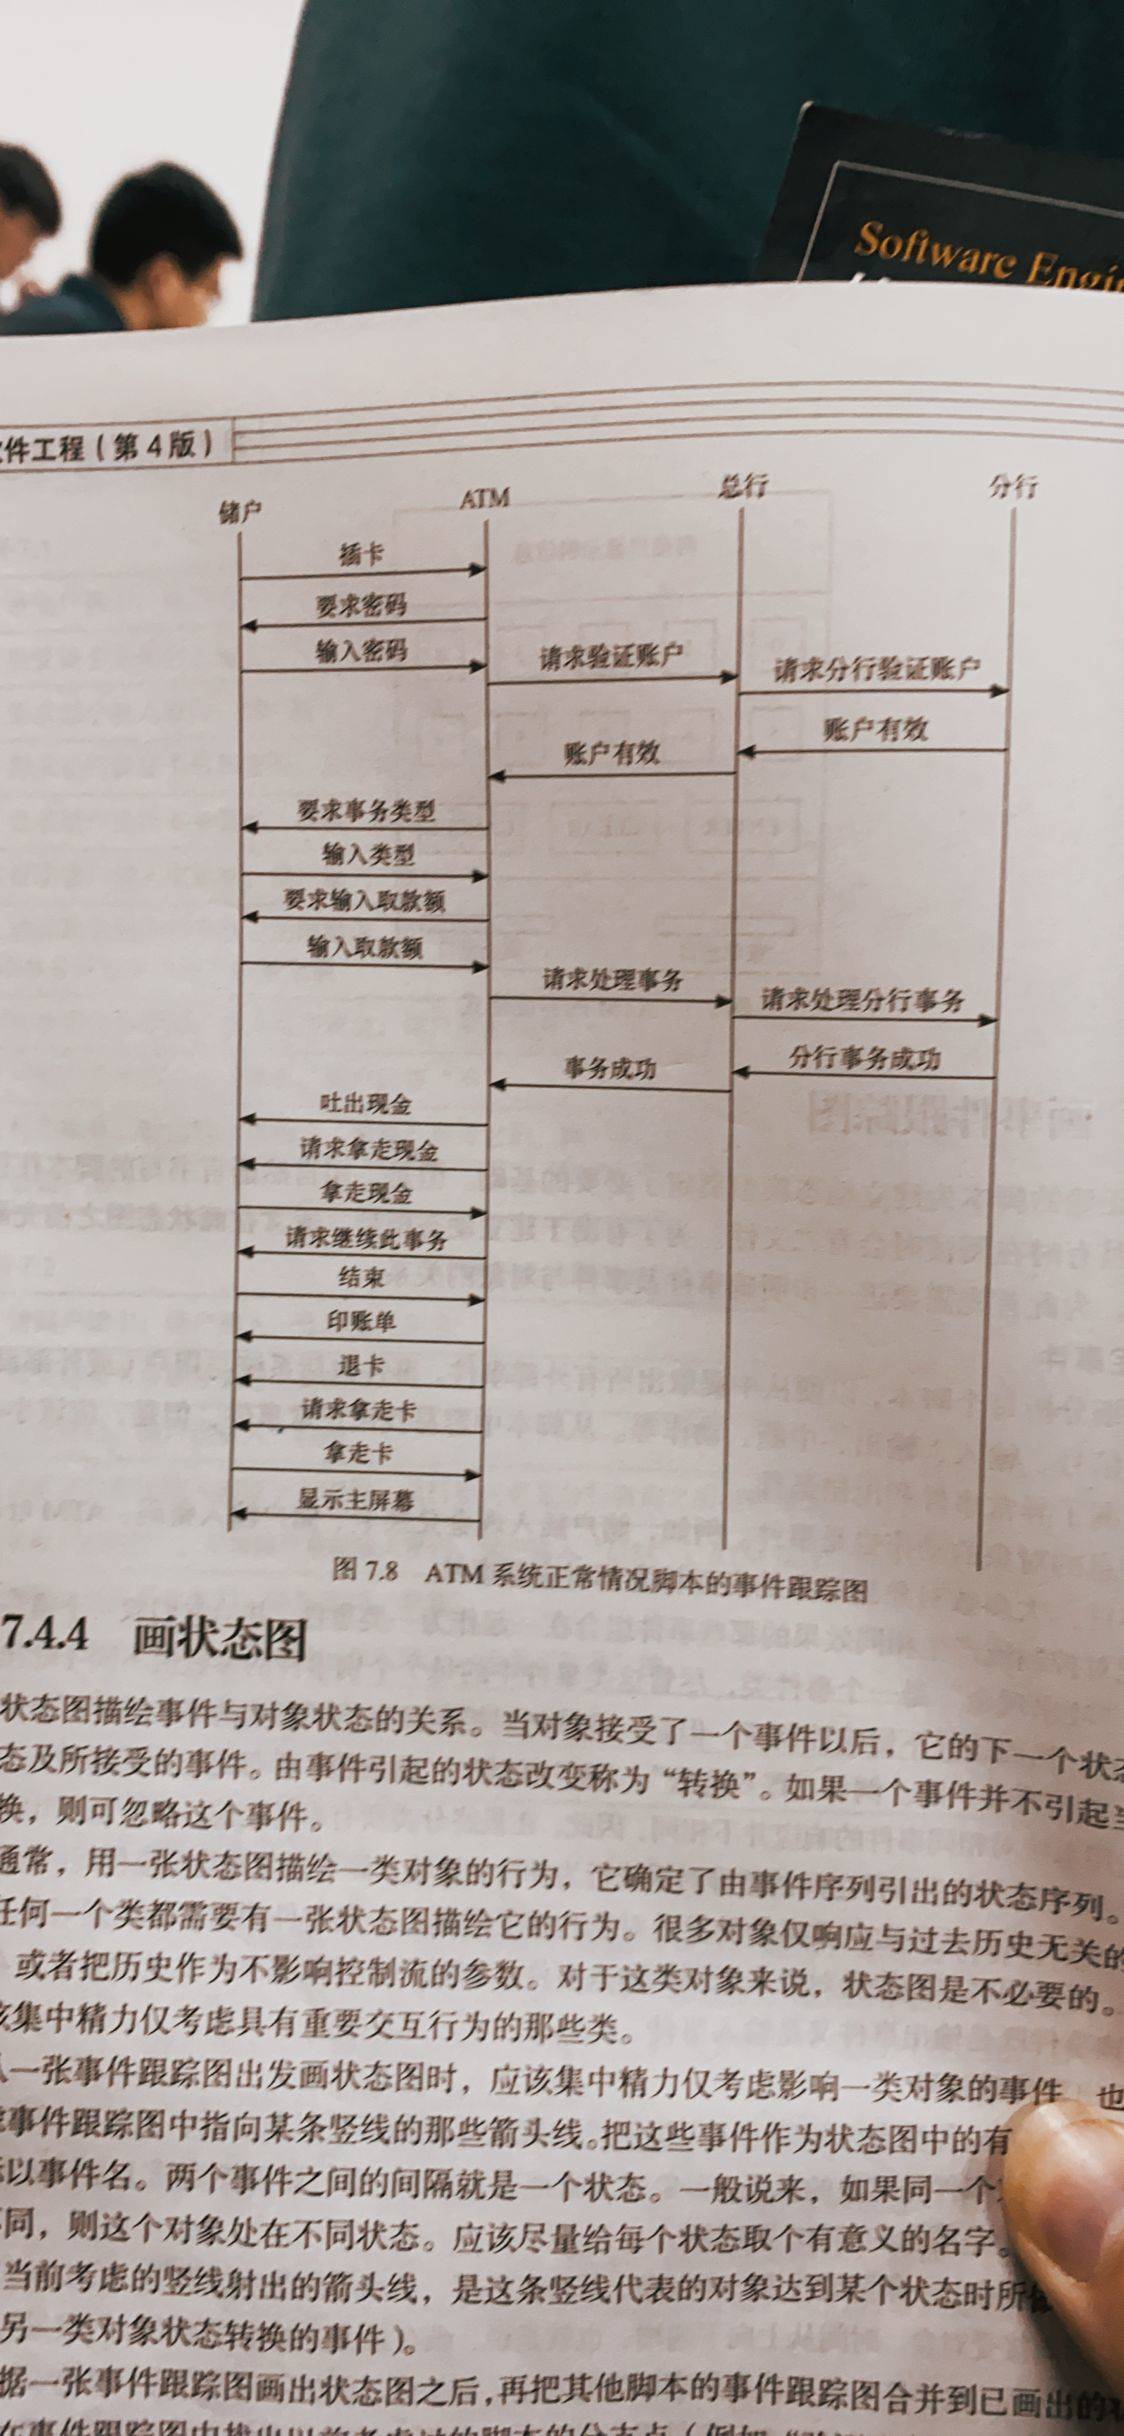 Software Engi
件工程（第4版）
储户 ATM 总行 分行
插卡
要求密码
输入密码 请求验证账户 请求分行验证账户
账户有效 账户有效
要求事务类型
输入类型
要求输入取款额
输入取款额
请求处理事务 请求处理分行事务
事务成功 分行事务成功
吐出现金
请求拿走现金
拿走现金
请求继续此事务
结束
印账单
退卡
请求拿走卡
拿走卡
显示主屏幕
图 7.8 ATM 系统正常情况脚本的事件跟踪图
7.4.4 画状态图
状态图描绘事件与对象状态的关系。当对象接受了一个事件以后，它的下一个状态
态及所接受的事件。由事件引起的状态改变称为“转换”。如果一个事件并不引起当
换，则可忽略这个事件。
通常，用一张状态图描绘一类对象的行为，它确定了由事件序列引出的状态序列。
任何一个类都需要有一张状态图描绘它的行为。很多对象仅响应与过去历史无关的
或者把历史作为不影响控制流的参数。对于这类对象来说，状态图是不必要的。
该集中精力仅考虑具有重要交互行为的那些类。
从一张事件跟踪图出发画状态图时，应该集中精力仅考虑影响一类对象的事件 也
事件跟踪图中指向某条竖线的那些箭头线。把这些事件作为状态图中的有
以事件名。两个事件之间的间隔就是一个状态。一般说来，如果同一个
不同，则这个对象处在不同状态。应该尽量给每个状态取个有意义的名字。
当前考虑的竖线射出的箭头线，是这条竖线代表的对象达到某个状态时所
另一类对象状态转换的事件）。
据一张事件跟踪图画出状态图之后，再把其他脚本的事件跟踪图合并到已画出的